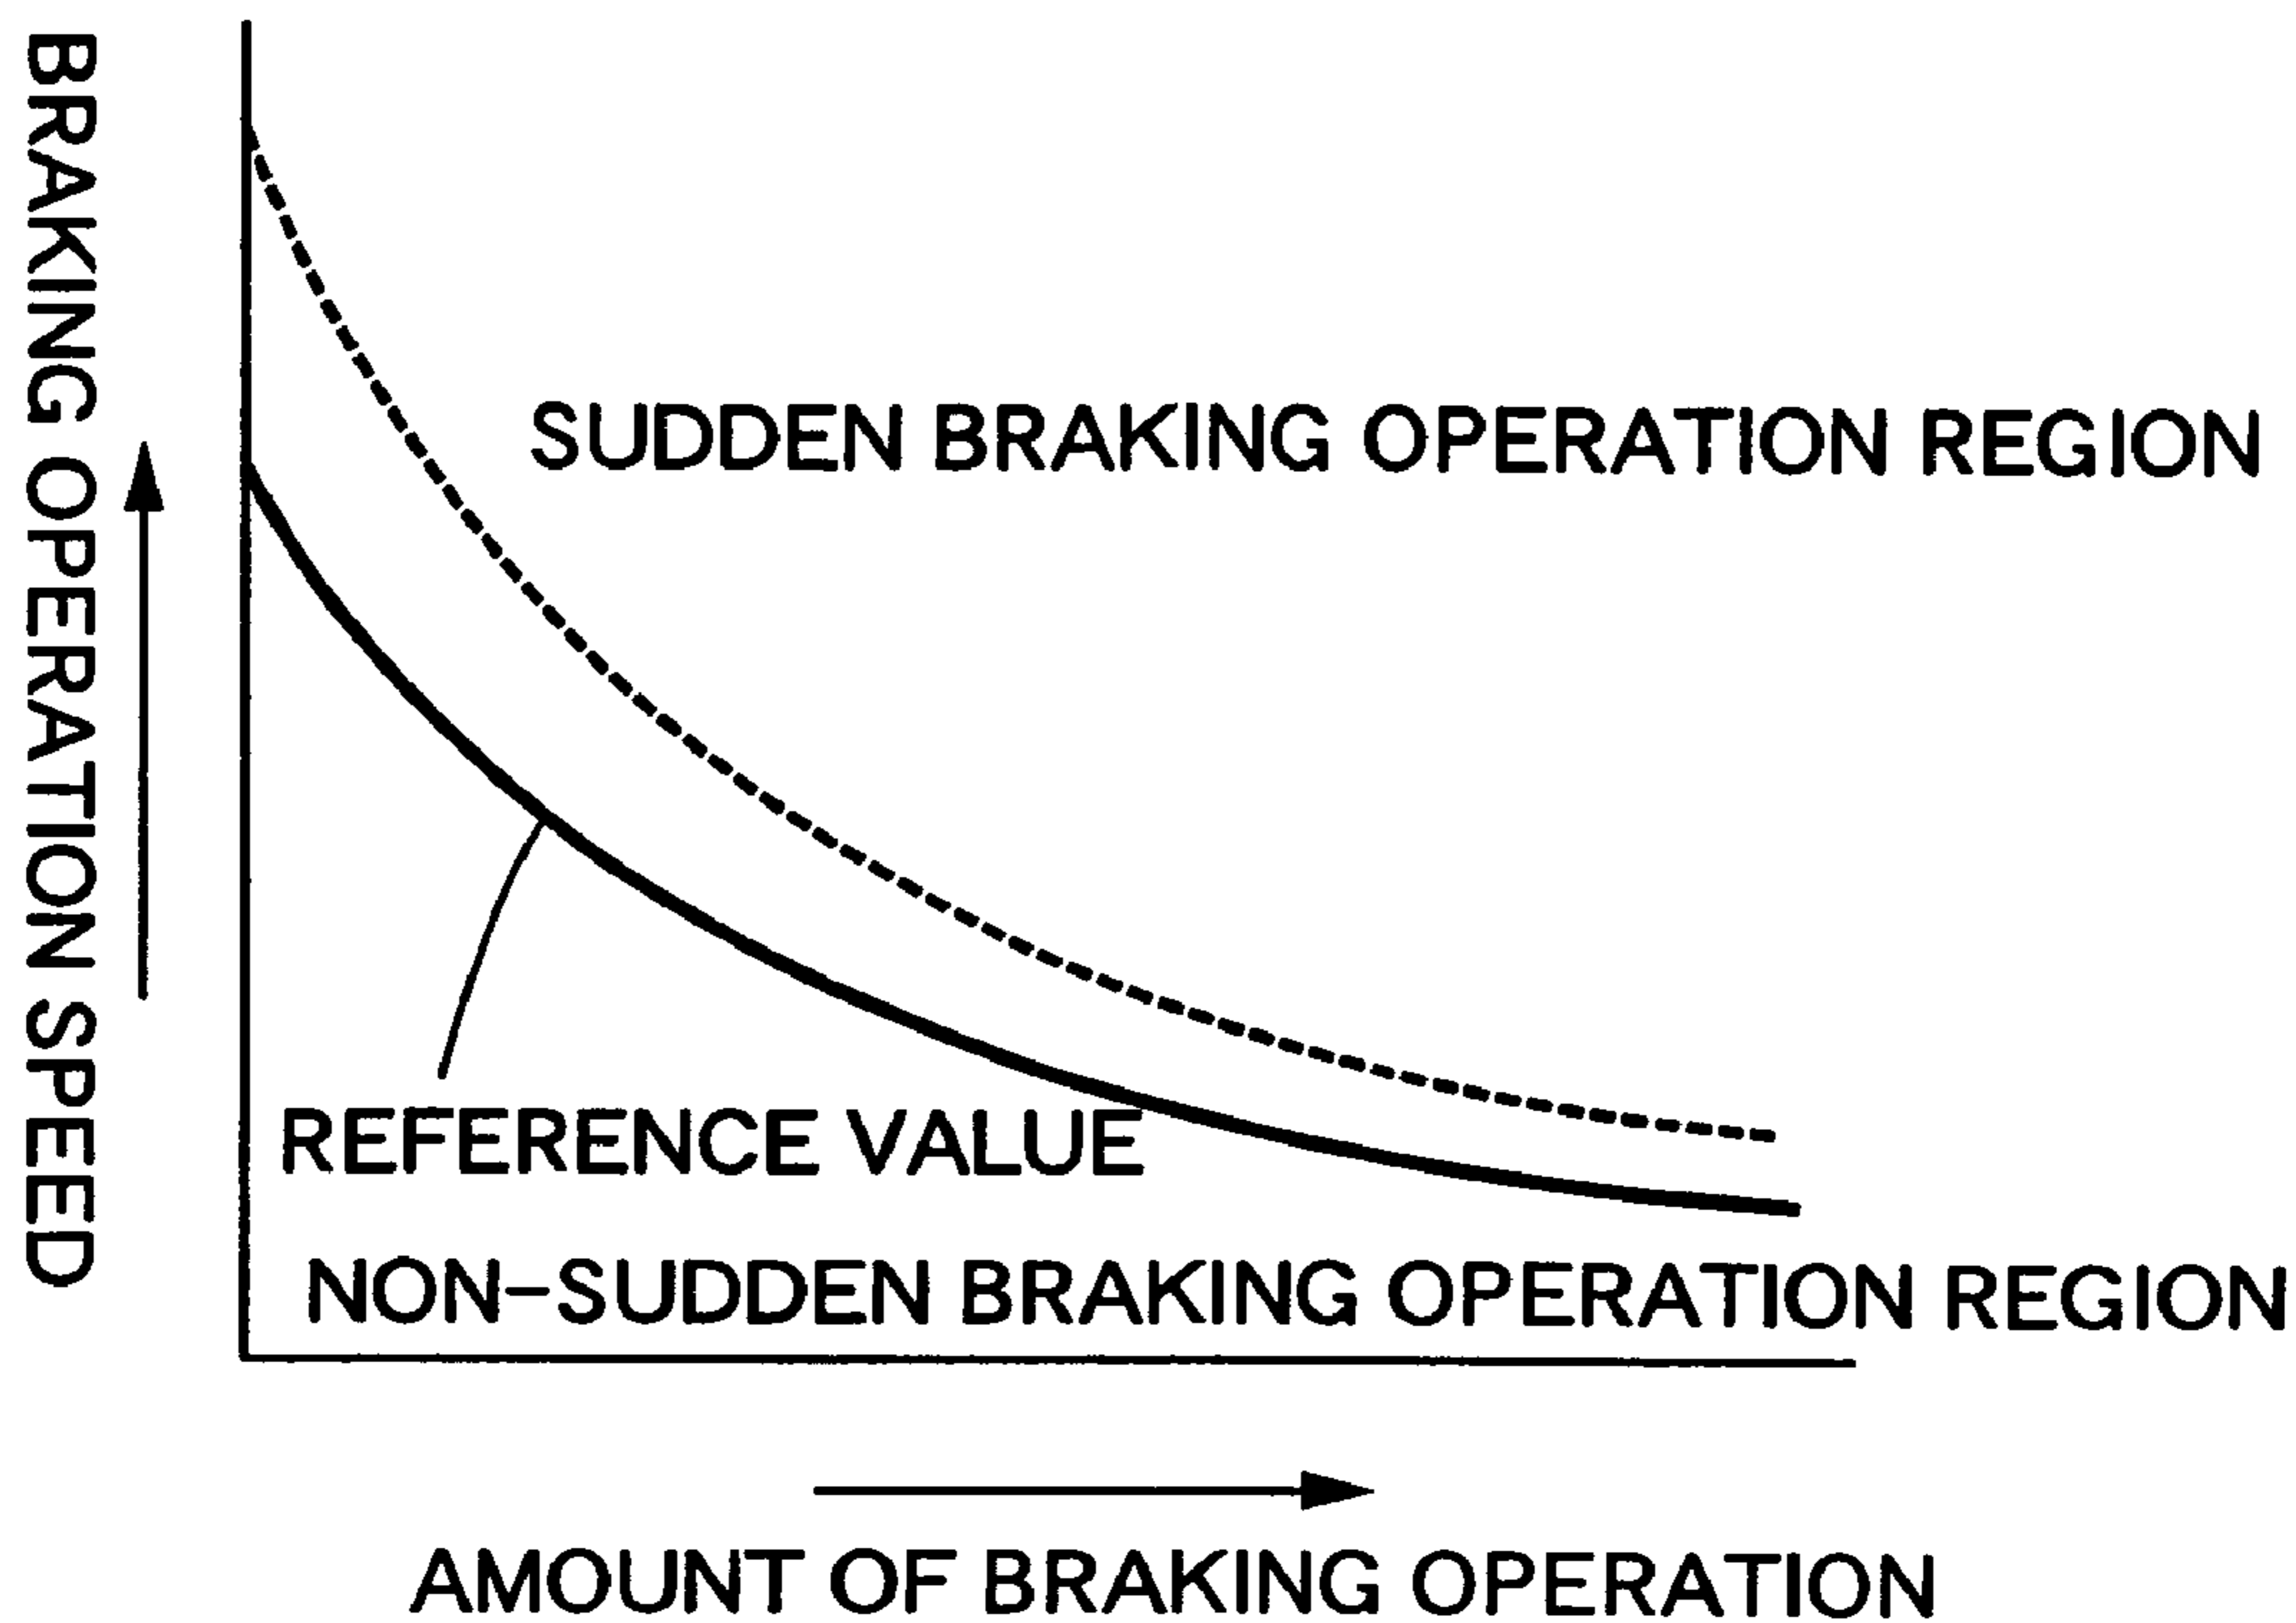 BRAKING OPERATION SPEED
SUDDEN BRAKING OPERATION REGION
REFERENCE VALUE
NON-SUDDEN BRAKING OPERATION REGION
AMOUNT OF BRAKING OPERATION